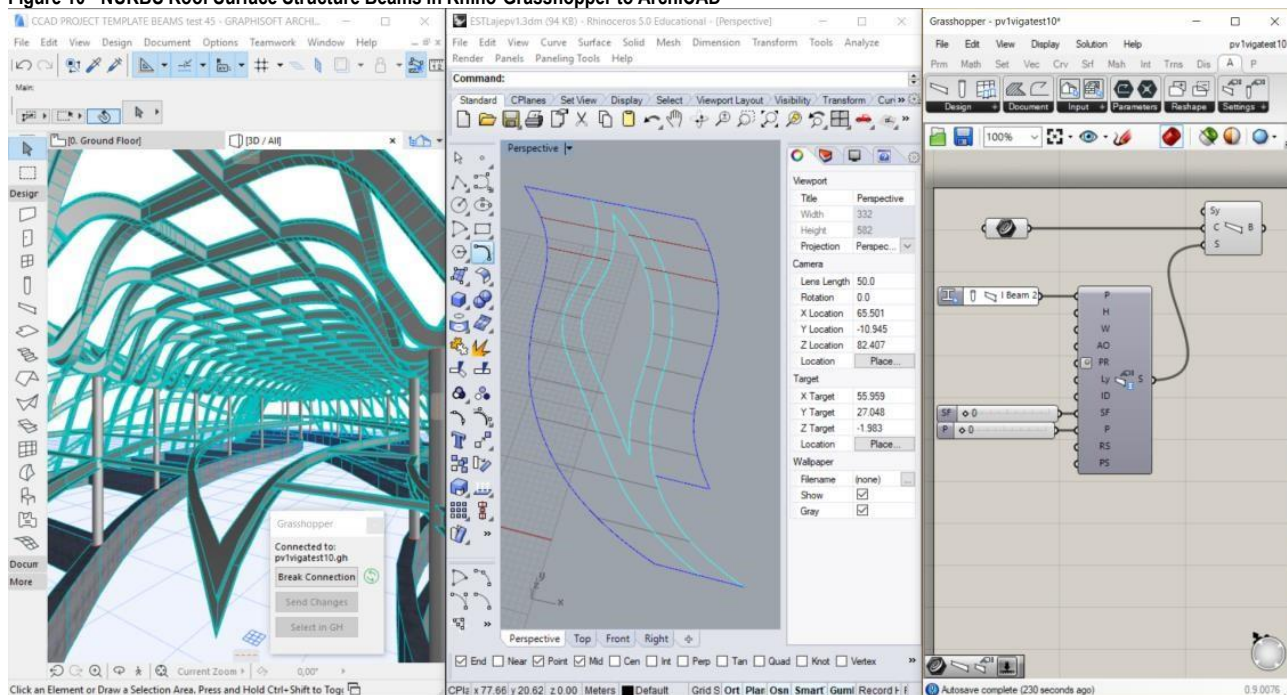 Figure 10 - NURBS Roof Surface Structure Beams in Rhino-Grasshopper to ArchiCAD
CCAD PROJECT TEMPLATE BEAMS test 45 - GRAPHISOFT ARCHI...
File Edit View Design Document Options Teamwork Window Help
Main:
[0. Ground Floor]
[3D / All]
Design
Docum
More
Grasshopper
Connected to:
pv1vigatest10.gh
Break Connection
Send Changes
Select in GH
Current Zoom
0,00°
Click an Element or Draw a Selection Area. Press and Hold Ctrl+Shift to Togg
ESTLajepv1.3dm (94 KB) - Rhinoceros 5.0 Educational - [Perspective]
File Edit View Curve Surface Solid Mesh Dimension Transform Tools Analyze
Render Panels Paneling Tools Help
Command:
Standard CPlanes Set View Display Select Viewport Layout Visibility Transform Cur
Perspective
Viewport
Title Perspective
Width 332
Height 582
Projection Perspec...
Camera
Lens Length 50.0
Rotation 0.0
X Location 65.501
Y Location -10.945
Z Location 82.407
Location Place...
Target
X Target 55.959
Y Target 27.048
Z Target -1.983
Location Place...
Wallpaper
Filename (none) ...
Show
Gray
x
Perspective Top Front Right
End Near Point Mid Cen Int Perp Tan Quad Knot Vertex
CPla x 77.66 y 20.62 z 0.00 Meters Default Grid S Ort Plar Osn Smart Gumi Record H F
Grasshopper - pv1vigatest10*
File Edit View Display Solution Help pv1vigatest10
Prm Math Set Vec Crv Srf Msh Int Trns Dis A P
Design Document Input Parameters Reshape Settings
100%
Sy
C B
S
I Beam 2
P
H
W
AO
PR
Ly S
ID
SF
P
RS
PS
SF 0
P 0
Autosave complete (230 seconds ago)
0.9.0076